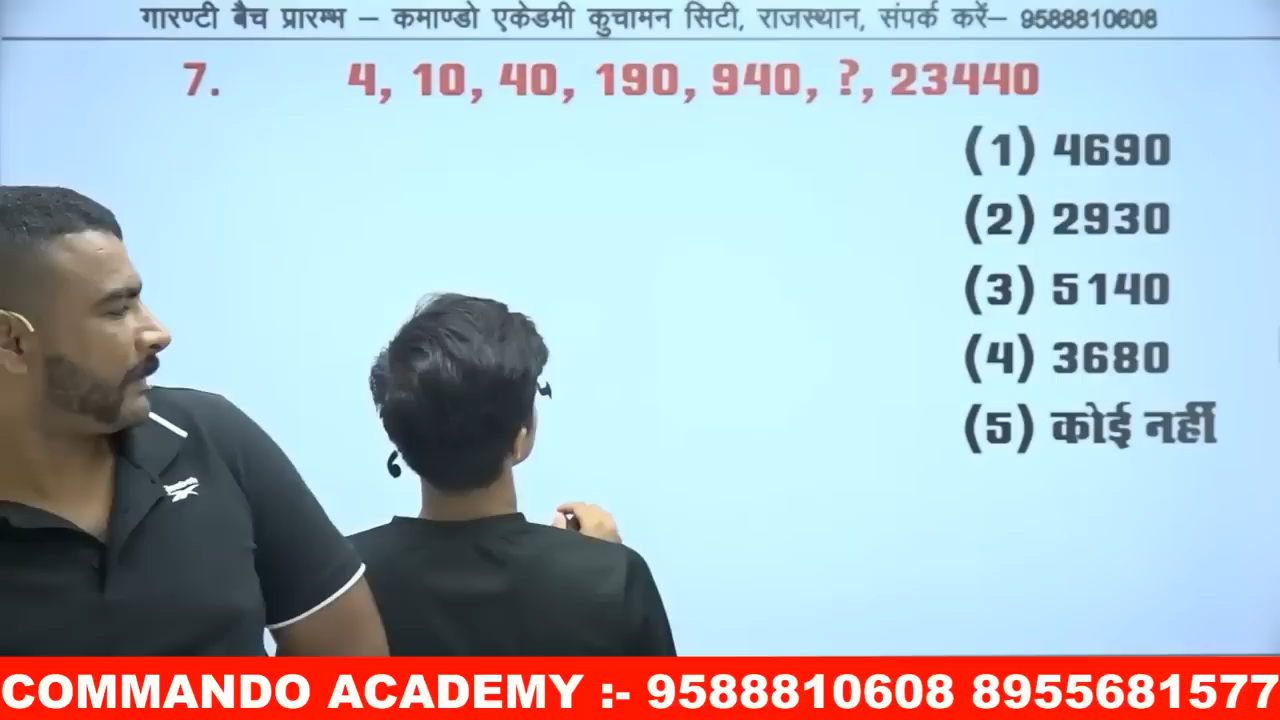 गारण्टी बैच प्रारम्भ – कमाण्डो एकेडमी कुचामन सिटी, राजस्थान, संपर्क करें– 9588810608
7. 4, 10, 40, 190, 940, ?, 23440
(1) 4690
(2) 2930
(3) 5140
(4) 3680
(5) कोई नहीं
COMMANDO ACADEMY :- 9588810608 8955681577